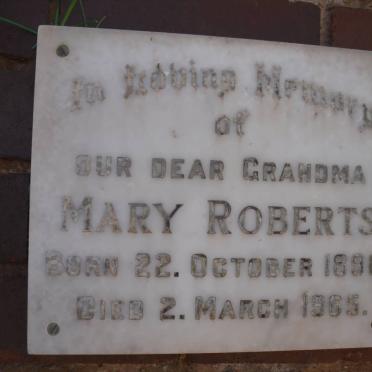 In Loving Memory
of
OUR DEAR GRANDMA
MARY ROBERTS
BORN 22. OCTOBER
DIED 2. MARCH 1965.